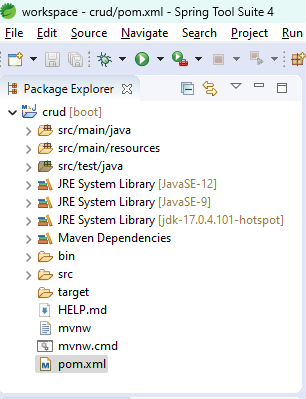 workspace - crud/pom.xml - Spring Tool Suite 4
File Edit Source Navigate Search Project Run
Package Explorer
crud [boot]
src/main/java
src/main/resources
src/test/java
JRE System Library [JavaSE-12]
JRE System Library [JavaSE-9]
JRE System Library [jdk-17.0.4.101-hotspot]
Maven Dependencies
bin
src
target
HELP.md
mvnw
mvnw.cmd
pom.xml